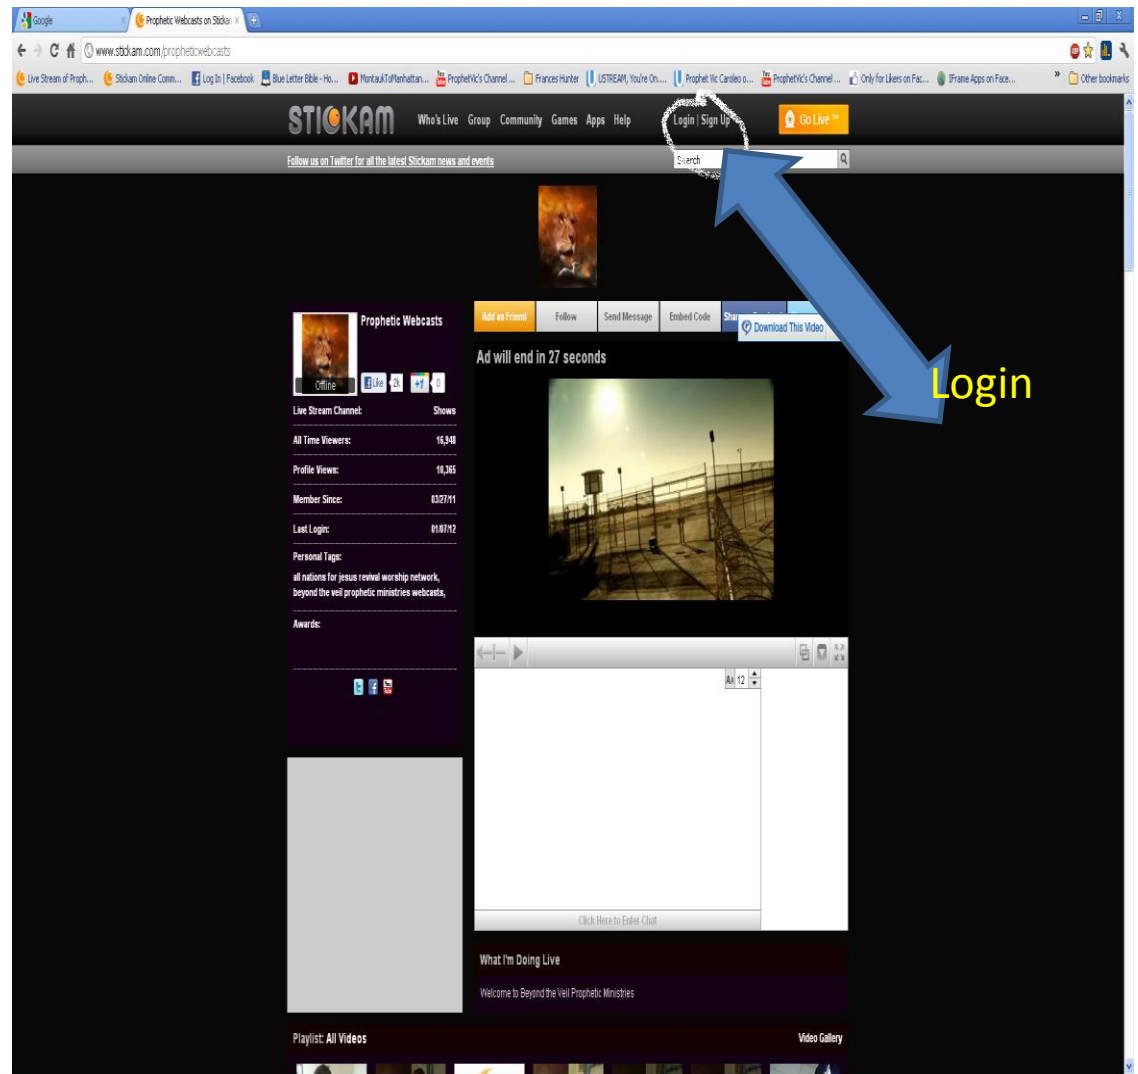 Google
Prophetic Webcasts on Stickam
www.stickam.com/propheticwebcasts
Live Stream of Proph...
Stickam Online Comm...
Log In | Facebook
Blue Letter Bible - Ho...
MontaukToManhattan...
ProphetVic's Channel ...
Frances Hunter
USTREAM, You're On....
Prophet Vic Caroleo o...
ProphetVic's Channel ...
Only for Likers on Fac...
IFrame Apps on Face...
»
Other bookmarks
STICKAM
Who's Live Group Community Games Apps Help
Login | Sign Up
Go Live ™
Follow us on Twitter for all the latest Stickam news and events
Search
Prophetic Webcasts
Offline
Like 2k +1 0
Live Stream Channel: Shows
All Time Viewers: 16,948
Profile Views: 10,365
Member Since: 03/27/11
Last Login: 01/07/12
Personal Tags:
all nations for jesus revival worship network,
beyond the veil prophetic ministries webcasts,
Awards:
Add as Friend
Follow
Send Message
Embed Code
Download This Video
Ad will end in 27 seconds
Login
AA 12
Click Here to Enter Chat
What I'm Doing Live
Welcome to Beyond the Veil Prophetic Ministries
Playlist: All Videos
Video Gallery